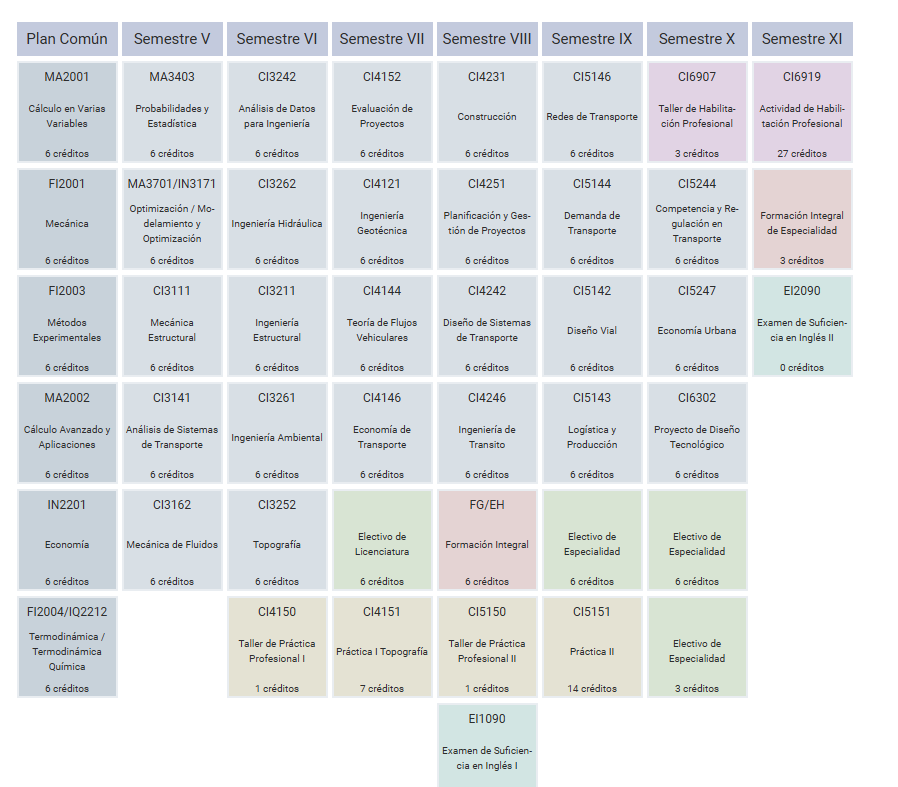 Plan Común
Semestre V
Semestre VI
Semestre VII
Semestre VIII
Semestre IX
Semestre X
Semestre XI
MA2001
Cálculo en Varias
Variables
6 créditos
MA3403
Probabilidades y
Estadística
6 créditos
CI3242
Análisis de Datos
para Ingeniería
6 créditos
CI4152
Evaluación de
Proyectos
6 créditos
CI4231
Construcción
6 créditos
CI5146
Redes de Transporte
6 créditos
CI6907
Taller de Habilita-
ción Profesional
3 créditos
CI6919
Actividad de Habili-
tación Profesional
27 créditos
FI2001
Mecánica
6 créditos
MA3701/IN3171
Optimización / Mo-
delamiento y
Optimización
6 créditos
CI3262
Ingeniería Hidráulica
6 créditos
CI4121
Ingeniería
Geotécnica
6 créditos
CI4251
Planificación y Ges-
tión de Proyectos
6 créditos
CI5144
Demanda de
Transporte
6 créditos
CI5244
Competencia y Re-
gulación en
Transporte
6 créditos
Formación Integral
de Especialidad
3 créditos
FI2003
Métodos
Experimentales
6 créditos
CI3111
Mecánica
Estructural
6 créditos
CI3211
Ingeniería
Estructural
6 créditos
CI4144
Teoría de Flujos
Vehiculares
6 créditos
CI4242
Diseño de Sistemas
de Transporte
6 créditos
CI5142
Diseño Vial
6 créditos
CI5247
Economía Urbana
6 créditos
EI2090
Examen de Suficien-
cia en Inglés II
0 créditos
MA2002
Cálculo Avanzado y
Aplicaciones
6 créditos
CI3141
Análisis de Sistemas
de Transporte
6 créditos
CI3261
Ingeniería Ambiental
6 créditos
CI4146
Economía de
Transporte
6 créditos
CI4246
Ingeniería de
Transito
6 créditos
CI5143
Logística y
Producción
6 créditos
CI6302
Proyecto de Diseño
Tecnológico
6 créditos
IN2201
Economía
6 créditos
CI3162
Mecánica de Fluidos
6 créditos
CI3252
Topografía
6 créditos
Electivo de
Licenciatura
6 créditos
FG/EH
Formación Integral
6 créditos
Electivo de
Especialidad
6 créditos
Electivo de
Especialidad
6 créditos
FI2004/IQ2212
Termodinámica /
Termodinámica
Química
6 créditos
CI4150
Taller de Práctica
Profesional I
1 créditos
CI4151
Práctica I Topografía
7 créditos
CI5150
Taller de Práctica
Profesional II
1 créditos
CI5151
Práctica II
14 créditos
Electivo de
Especialidad
3 créditos
EI1090
Examen de Suficien-
cia en Inglés I